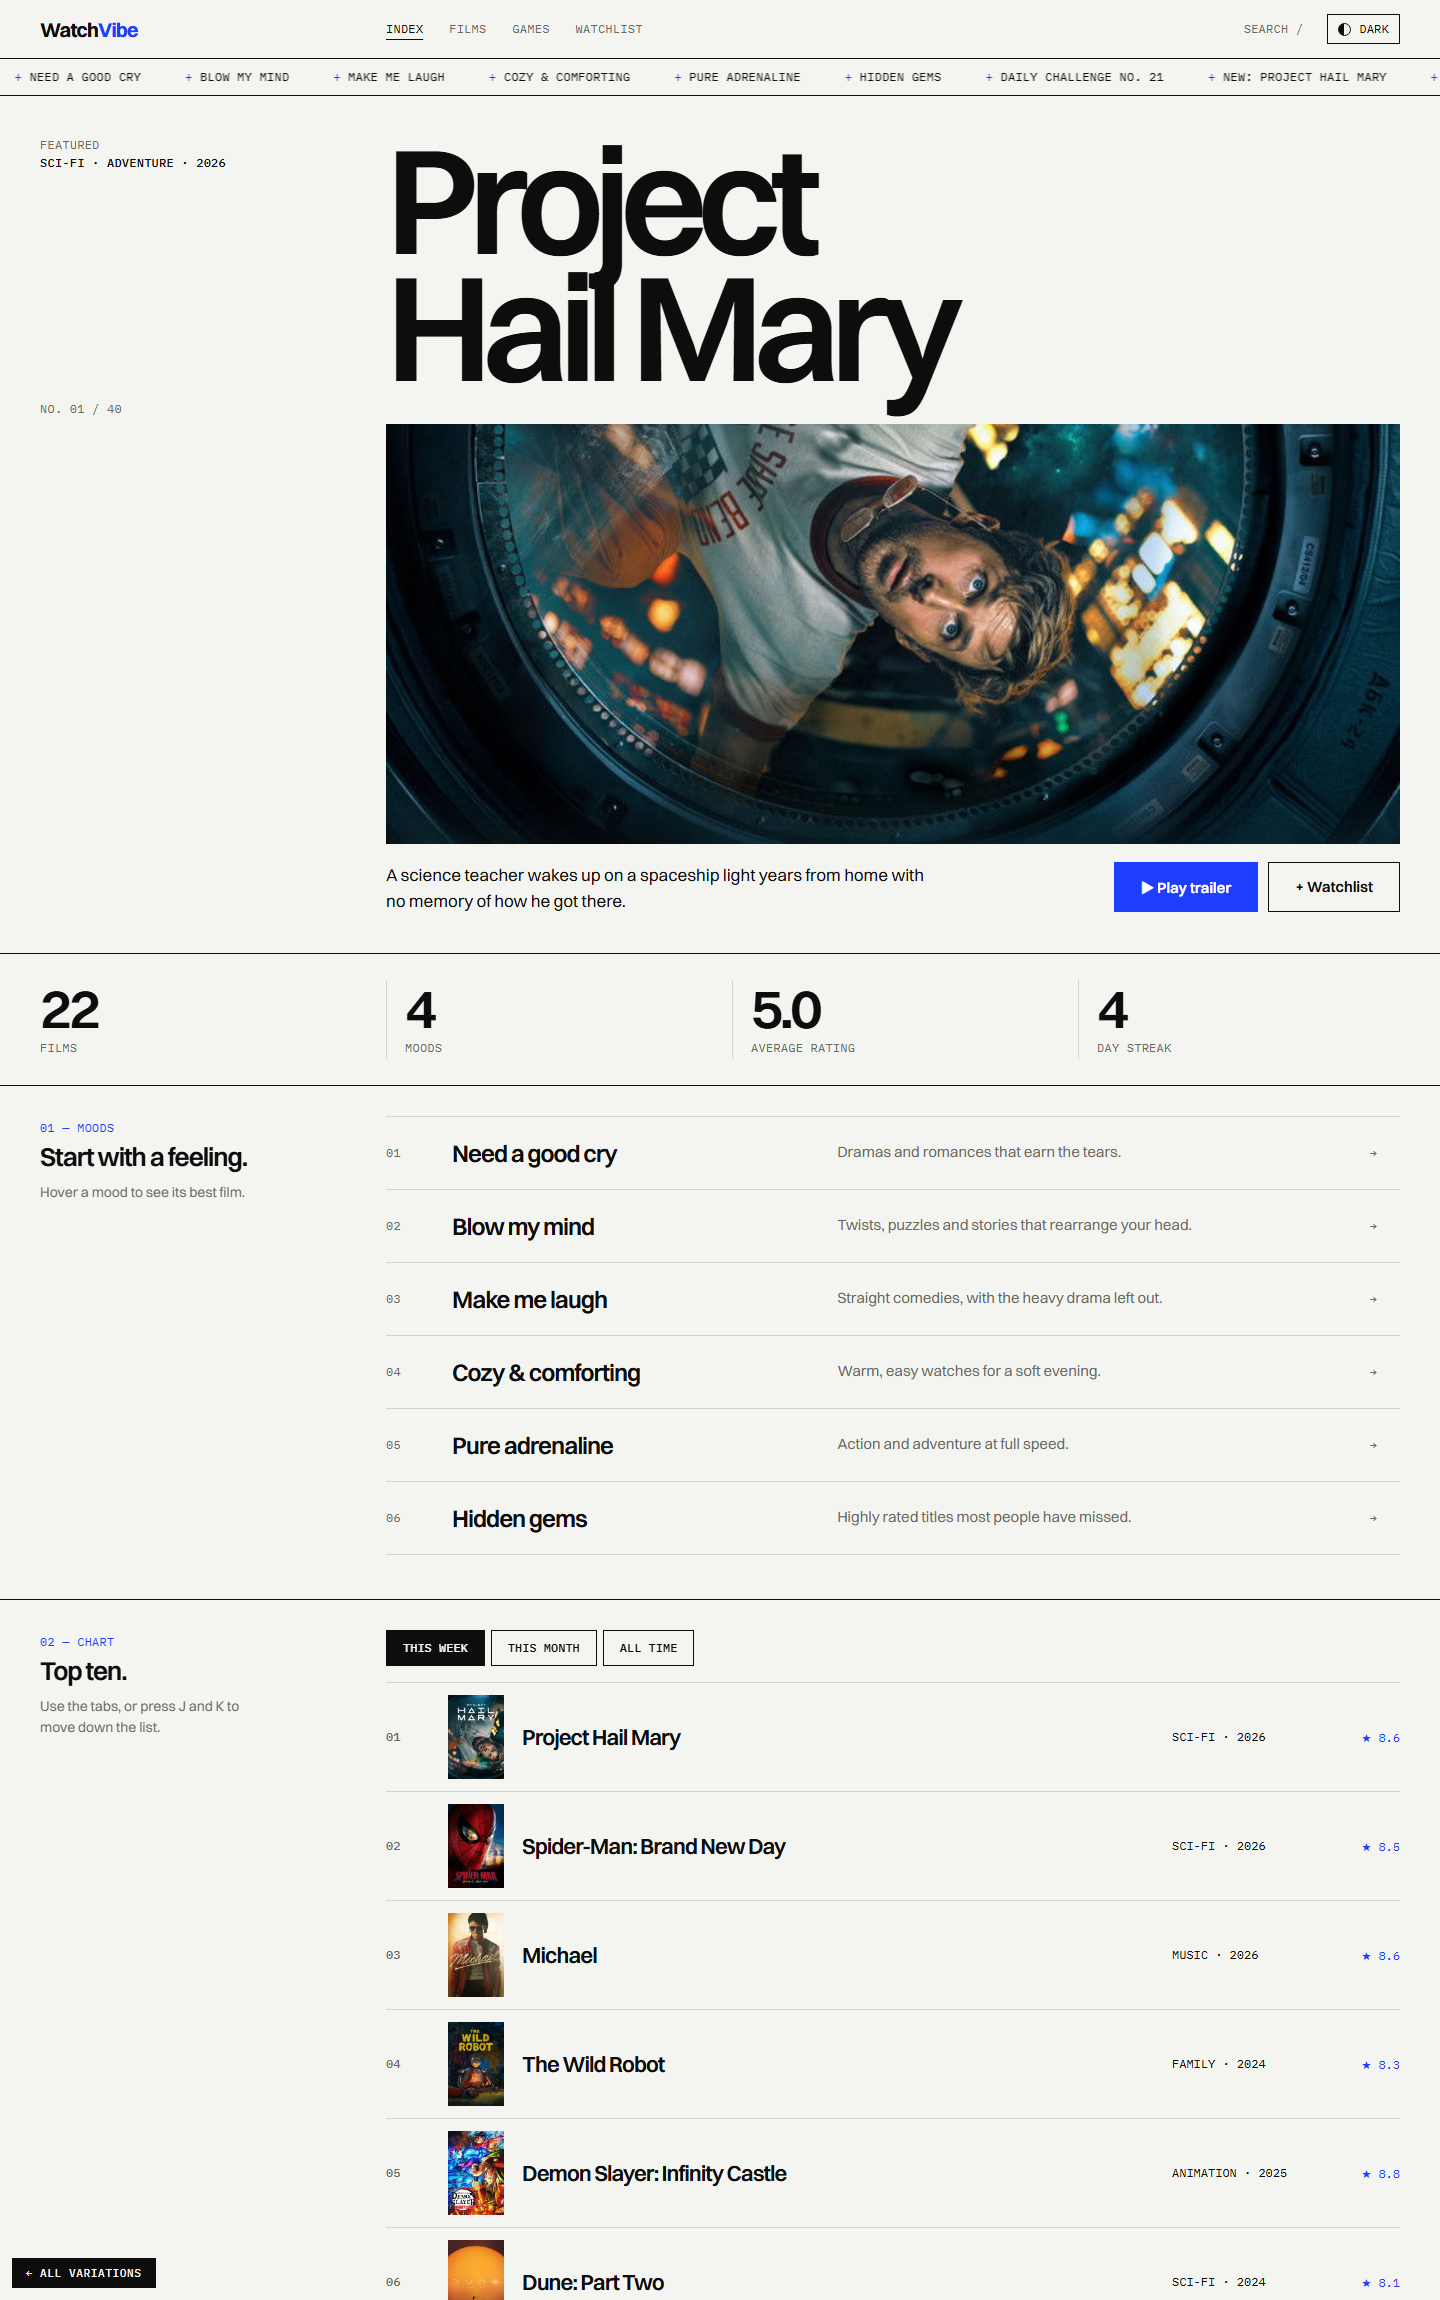 WatchVibe
INDEX FILMS GAMES WATCHLIST
SEARCH /
DARK
+ NEED A GOOD CRY + BLOW MY MIND + MAKE ME LAUGH + COZY & COMFORTING + PURE ADRENALINE + HIDDEN GEMS + DAILY CHALLENGE NO. 21 + NEW: PROJECT HAIL MARY +
FEATURED
SCI-FI · ADVENTURE · 2026
Project
Hail Mary
NO. 01 / 40
A science teacher wakes up on a spaceship light years from home with
no memory of how he got there.
▶ Play trailer
+ Watchlist
22
FILMS
4
MOODS
5.0
AVERAGE RATING
4
DAY STREAK
01 — MOODS
Start with a feeling.
Hover a mood to see its best film.
01 Need a good cry Dramas and romances that earn the tears. →
02 Blow my mind Twists, puzzles and stories that rearrange your head. →
03 Make me laugh Straight comedies, with the heavy drama left out. →
04 Cozy & comforting Warm, easy watches for a soft evening. →
05 Pure adrenaline Action and adventure at full speed. →
06 Hidden gems Highly rated titles most people have missed. →
02 — CHART
Top ten.
Use the tabs, or press J and K to
move down the list.
THIS WEEK THIS MONTH ALL TIME
HAIL
MARY
01 Project Hail Mary SCI-FI · 2026 ★ 8.6
SPIDER-MAN
02 Spider-Man: Brand New Day SCI-FI · 2026 ★ 8.5
Michael
03 Michael MUSIC · 2026 ★ 8.6
THE
WILD
ROBOT
04 The Wild Robot FAMILY · 2024 ★ 8.3
DEMON
SLAYER
05 Demon Slayer: Infinity Castle ANIMATION · 2025 ★ 8.8
DUNE
06 Dune: Part Two SCI-FI · 2024 ★ 8.1
← ALL VARIATIONS